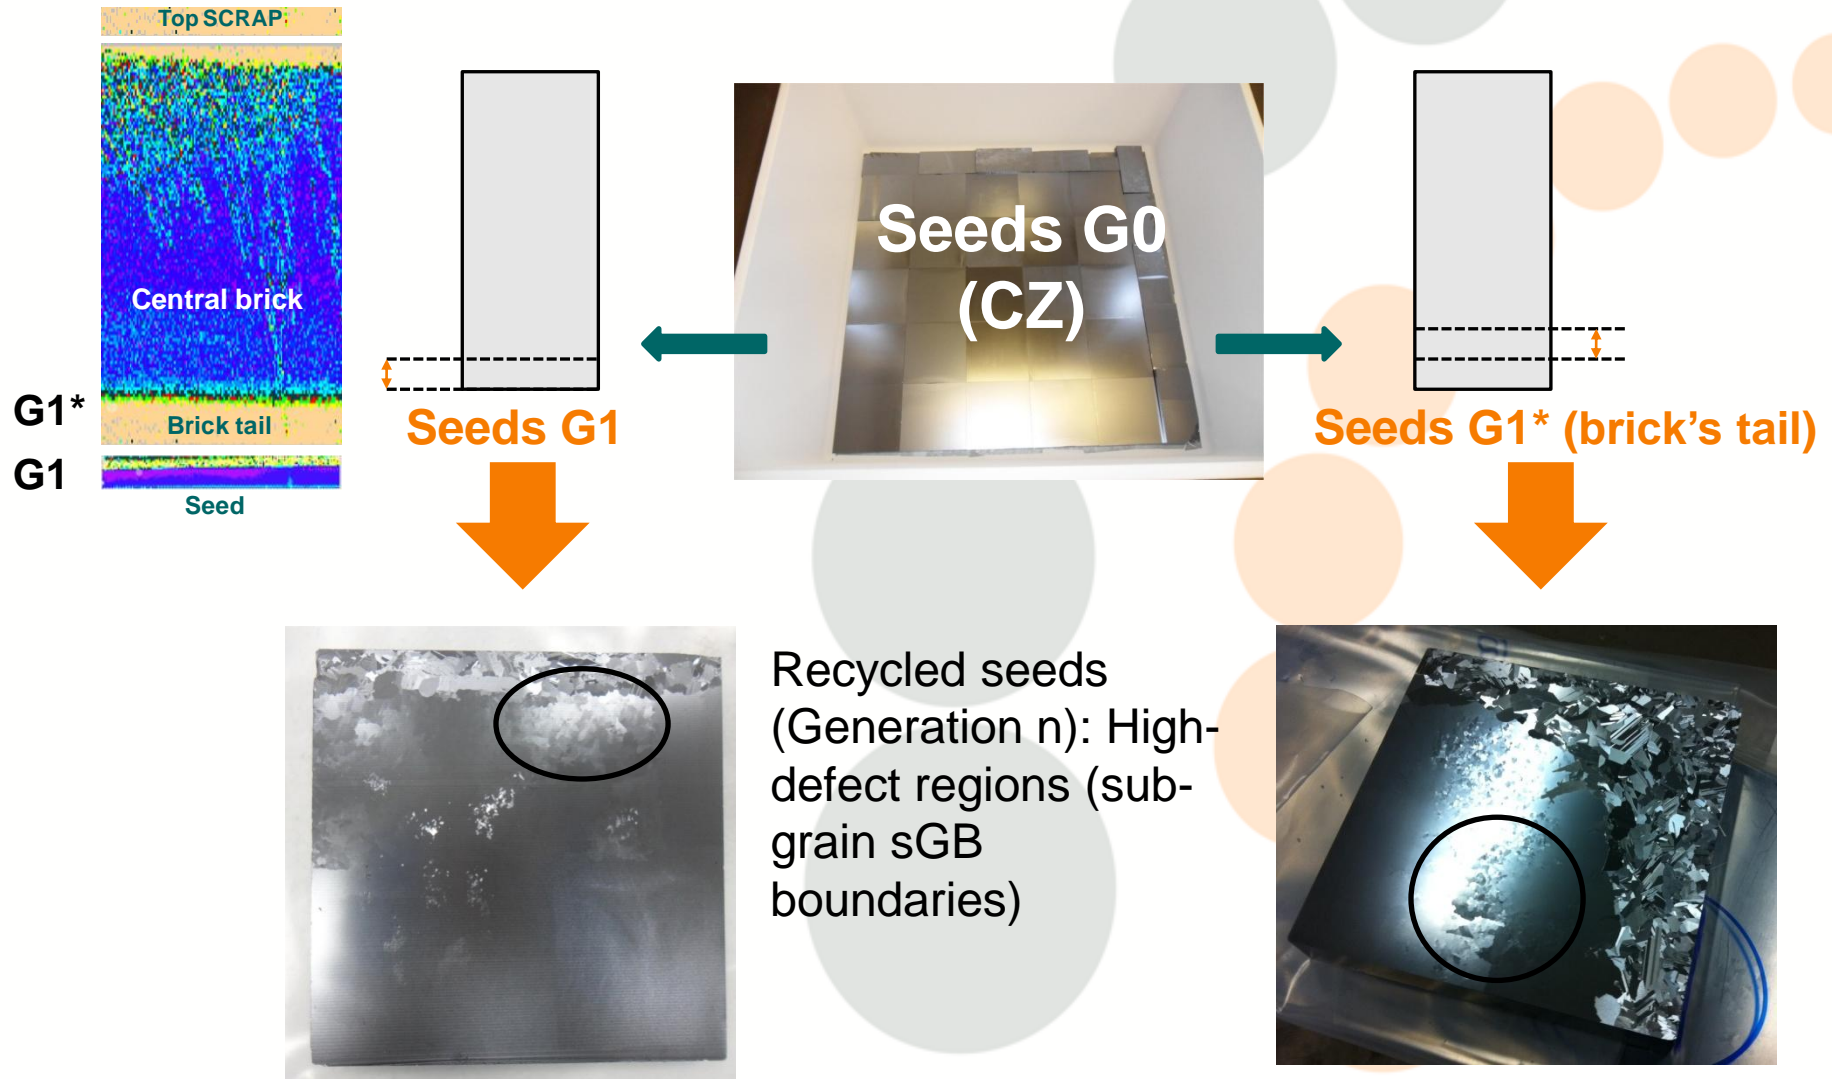 Top SCRAP
Central brick
G1*
Brick tail
G1
Seed
Seeds G1
Seeds G0
(CZ)
Seeds G1* (brick's tail)
Recycled seeds
(Generation n): High-
defect regions (sub-
grain sGB
boundaries)